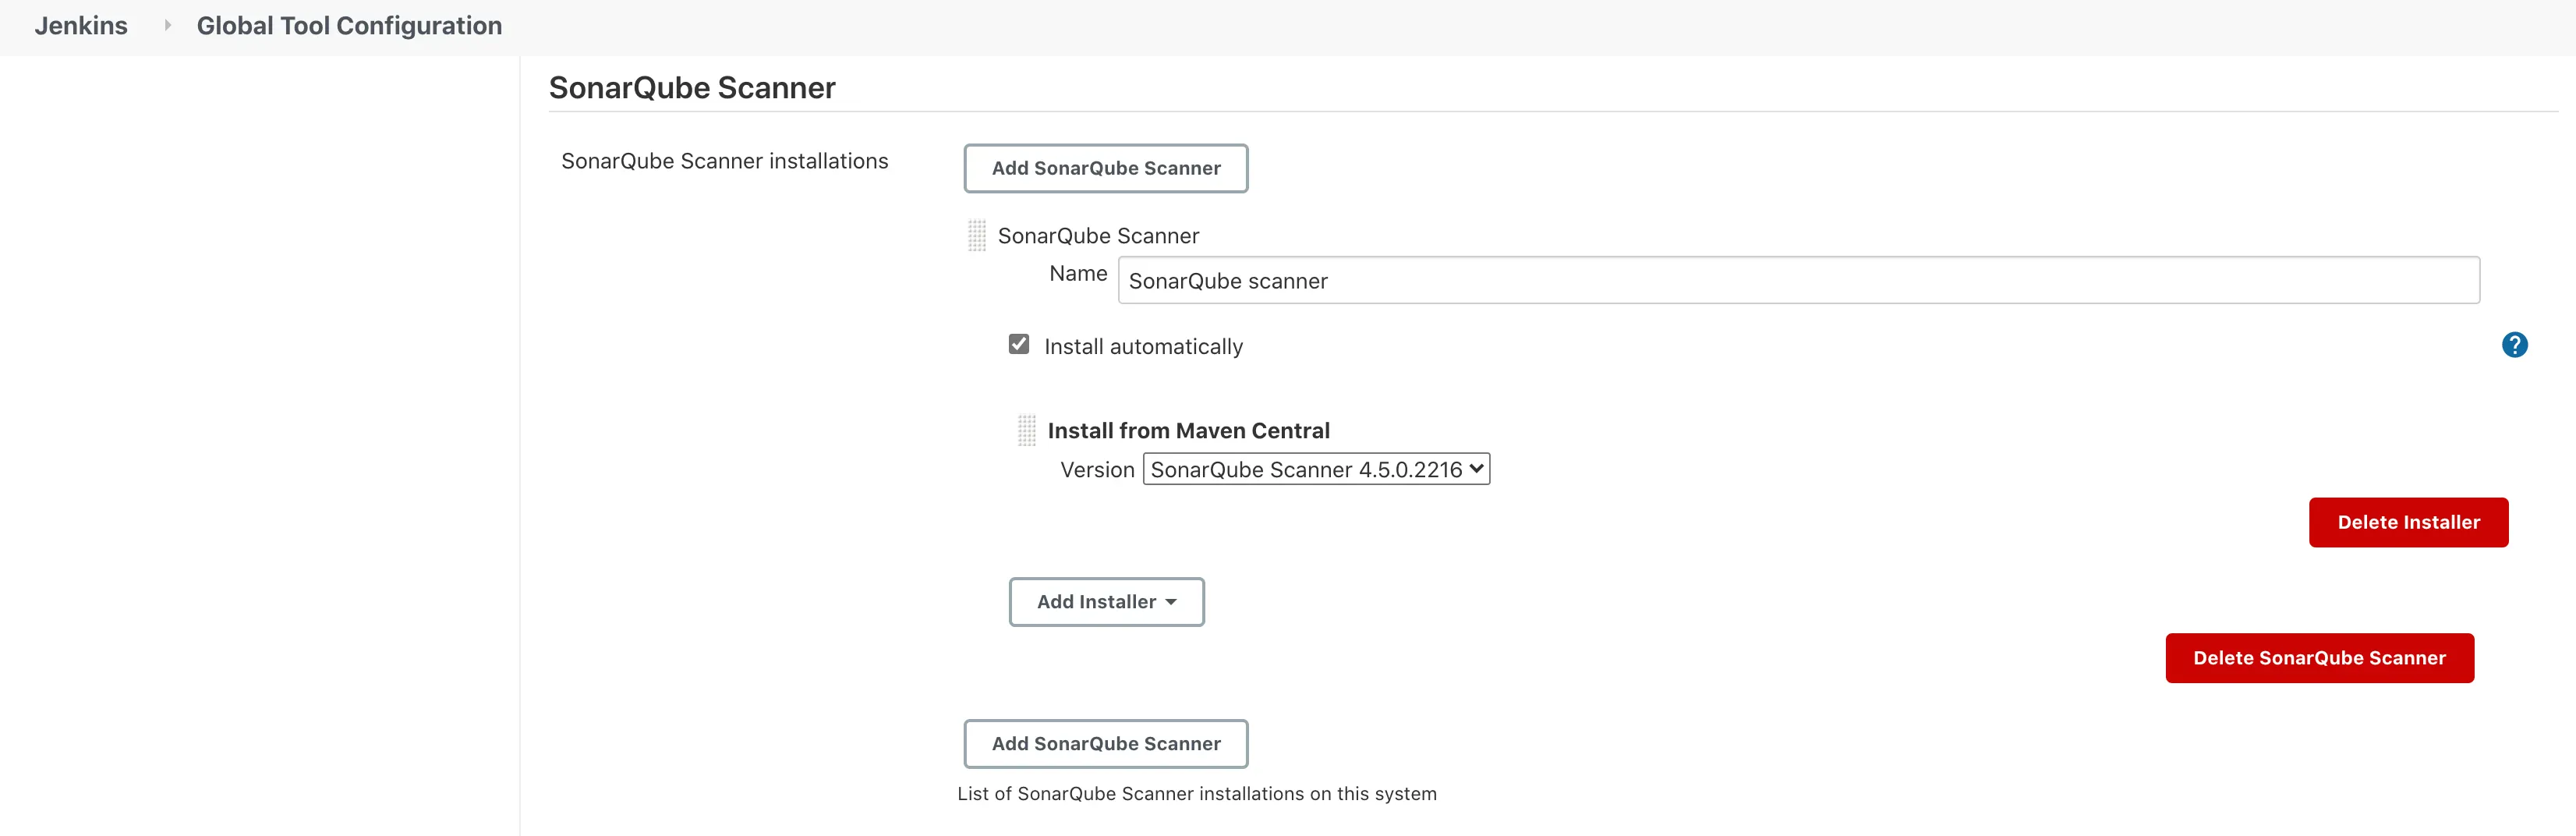 Jenkins
Global Tool Configuration
SonarQube Scanner
SonarQube Scanner installations
Add SonarQube Scanner
SonarQube Scanner
Name
SonarQube scanner
Install automatically
?
Install from Maven Central
Version
SonarQube Scanner 4.5.0.2216
Delete Installer
Add Installer
Delete SonarQube Scanner
Add SonarQube Scanner
List of SonarQube Scanner installations on this system